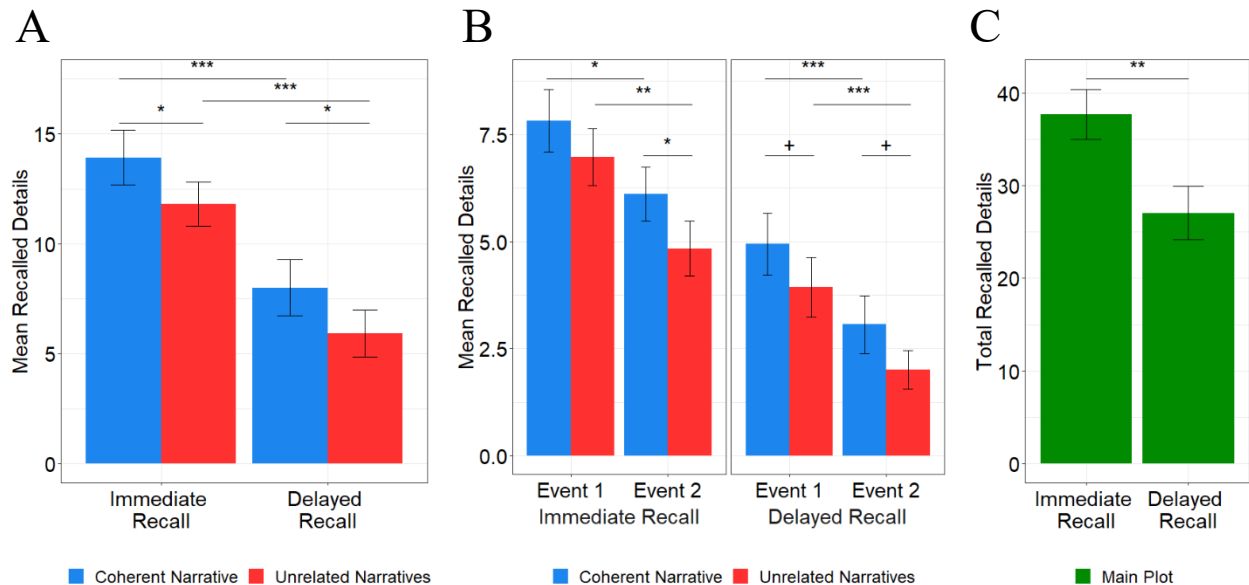 A
B
C
Mean Recalled Details
15
10
5
0
***
***
*
*
Immediate
Recall
Delayed
Recall
Coherent Narrative
Unrelated Narratives
Mean Recalled Details
7.5
5.0
2.5
0.0
*
**
*
***
***
+
+
Event 1
Event 2
Event 1
Event 2
Immediate Recall
Delayed Recall
Coherent Narrative
Unrelated Narratives
Total Recalled Details
40
30
20
10
0
**
Immediate
Recall
Delayed
Recall
Main Plot